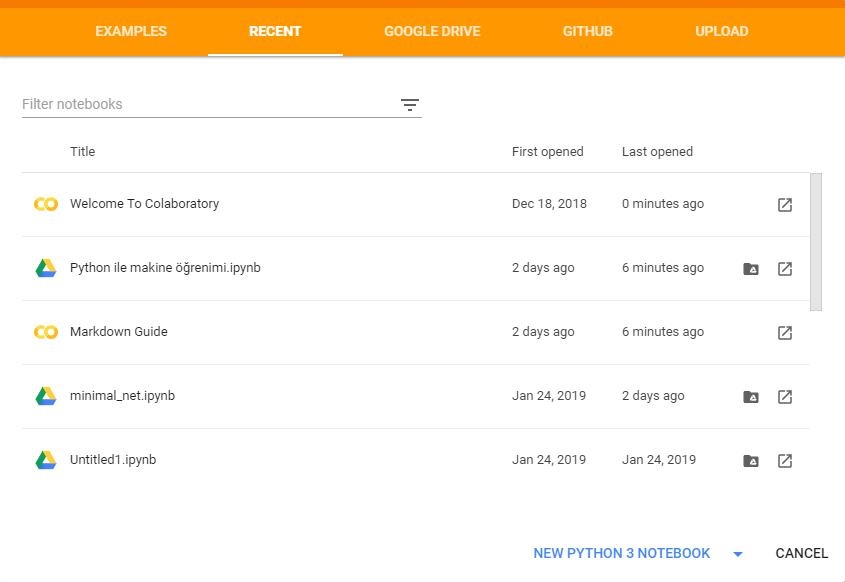 EXAMPLES RECENT GOOGLE DRIVE GITHUB UPLOAD
Filter notebooks
Title First opened Last opened
Welcome To Colaboratory Dec 18, 2018 0 minutes ago
Python ile makine öğrenimi.ipynb 2 days ago 6 minutes ago
Markdown Guide 2 days ago 6 minutes ago
minimal_net.ipynb Jan 24, 2019 2 days ago
Untitled1.ipynb Jan 24, 2019 Jan 24, 2019
NEW PYTHON 3 NOTEBOOK CANCEL